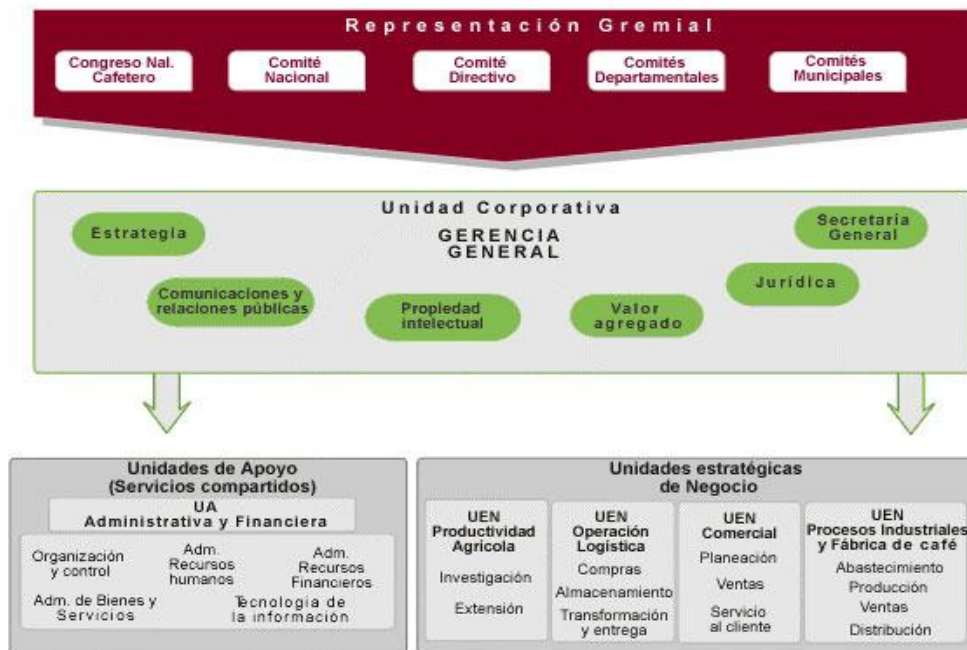 Representación Gremial
Congreso Nal.
Cafetero
Comité
Nacional
Comité
Directivo
Comités
Departamentales
Comités
Municipales
Unidad Corporativa
GERENCIA
GENERAL
Estrategia
Comunicaciones y
relaciones públicas
Propiedad
intelectual
Valor
agregado
Jurídica
Secretaria
General
Unidades de Apoyo
(Servicios compartidos)
UA
Administrativa y Financiera
Organización
y control
Adm.
Recursos
humanos
Adm.
Recursos
Financieros
Adm. de Bienes y
Servicios
Tecnología de
la información
Unidades estratégicas
de Negocio
UEN
Productividad
Agricola
Investigación
Extensión
UEN
Operación
Logística
Compras
Almacenamiento
Transformación
y entrega
UEN
Comercial
Planeación
Ventas
Servicio
al cliente
UEN
Procesos Industriales
y Fábrica de café
Abastecimiento
Producción
Ventas
Distribución